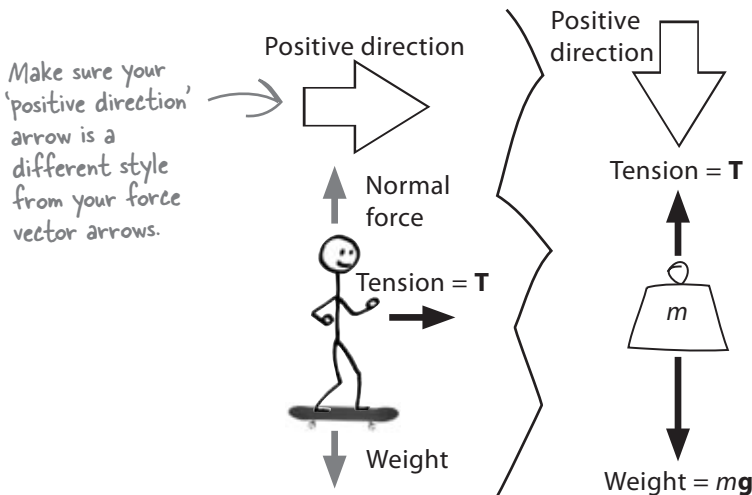 Make sure your
'positive direction'
arrow is a
different style
from your force
vector arrows.
Positive direction
Normal
force
Tension = T
Weight
Positive
direction
Tension = T
m
Weight = mg